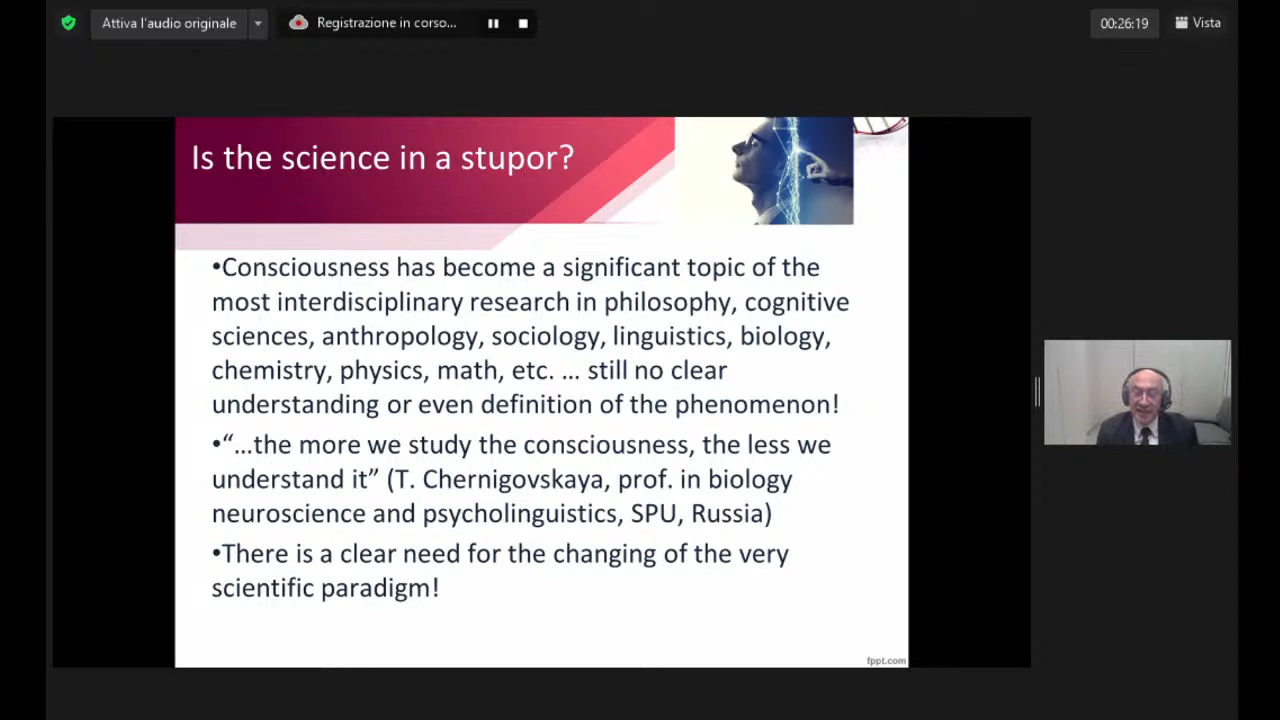 Attiva l'audio originale
Registrazione in corso...
00:26:19
Vista
Is the science in a stupor?
•Consciousness has become a significant topic of the
most interdisciplinary research in philosophy, cognitive
sciences, anthropology, sociology, linguistics, biology,
chemistry, physics, math, etc. … still no clear
understanding or even definition of the phenomenon!
•“…the more we study the consciousness, the less we
understand it” (T. Chernigovskaya, prof. in biology
neuroscience and psycholinguistics, SPU, Russia)
•There is a clear need for the changing of the very
scientific paradigm!
fppt.com